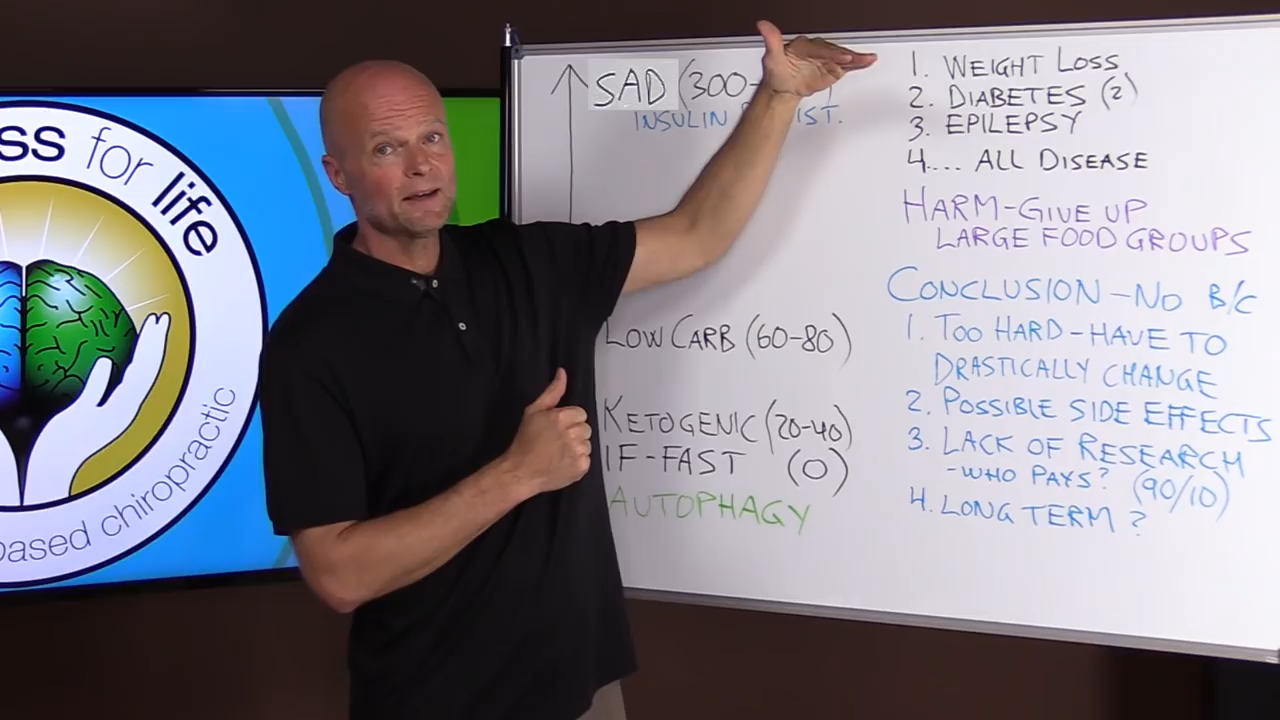 ss for life
based chiropractic
SAD (300-
INSULIN IST.
LOW CARB (60-80)
KETOGENIC (20-40)
IF-FAST (0)
AUTOPHAGY
1. WEIGHT LOSS
2. DIABETES (2)
3. EPILEPSY
4.... ALL DISEASE
HARM-GIVE UP
LARGE FOOD GROUPS
CONCLUSION-NO B/C
1. TOO HARD-HAVE TO
DRASTICALLY CHANGE
2. POSSIBLE SIDE EFFECTS
3. LACK OF RESEARCH
-WHO PAYS? (90/10)
4. LONG TERM?